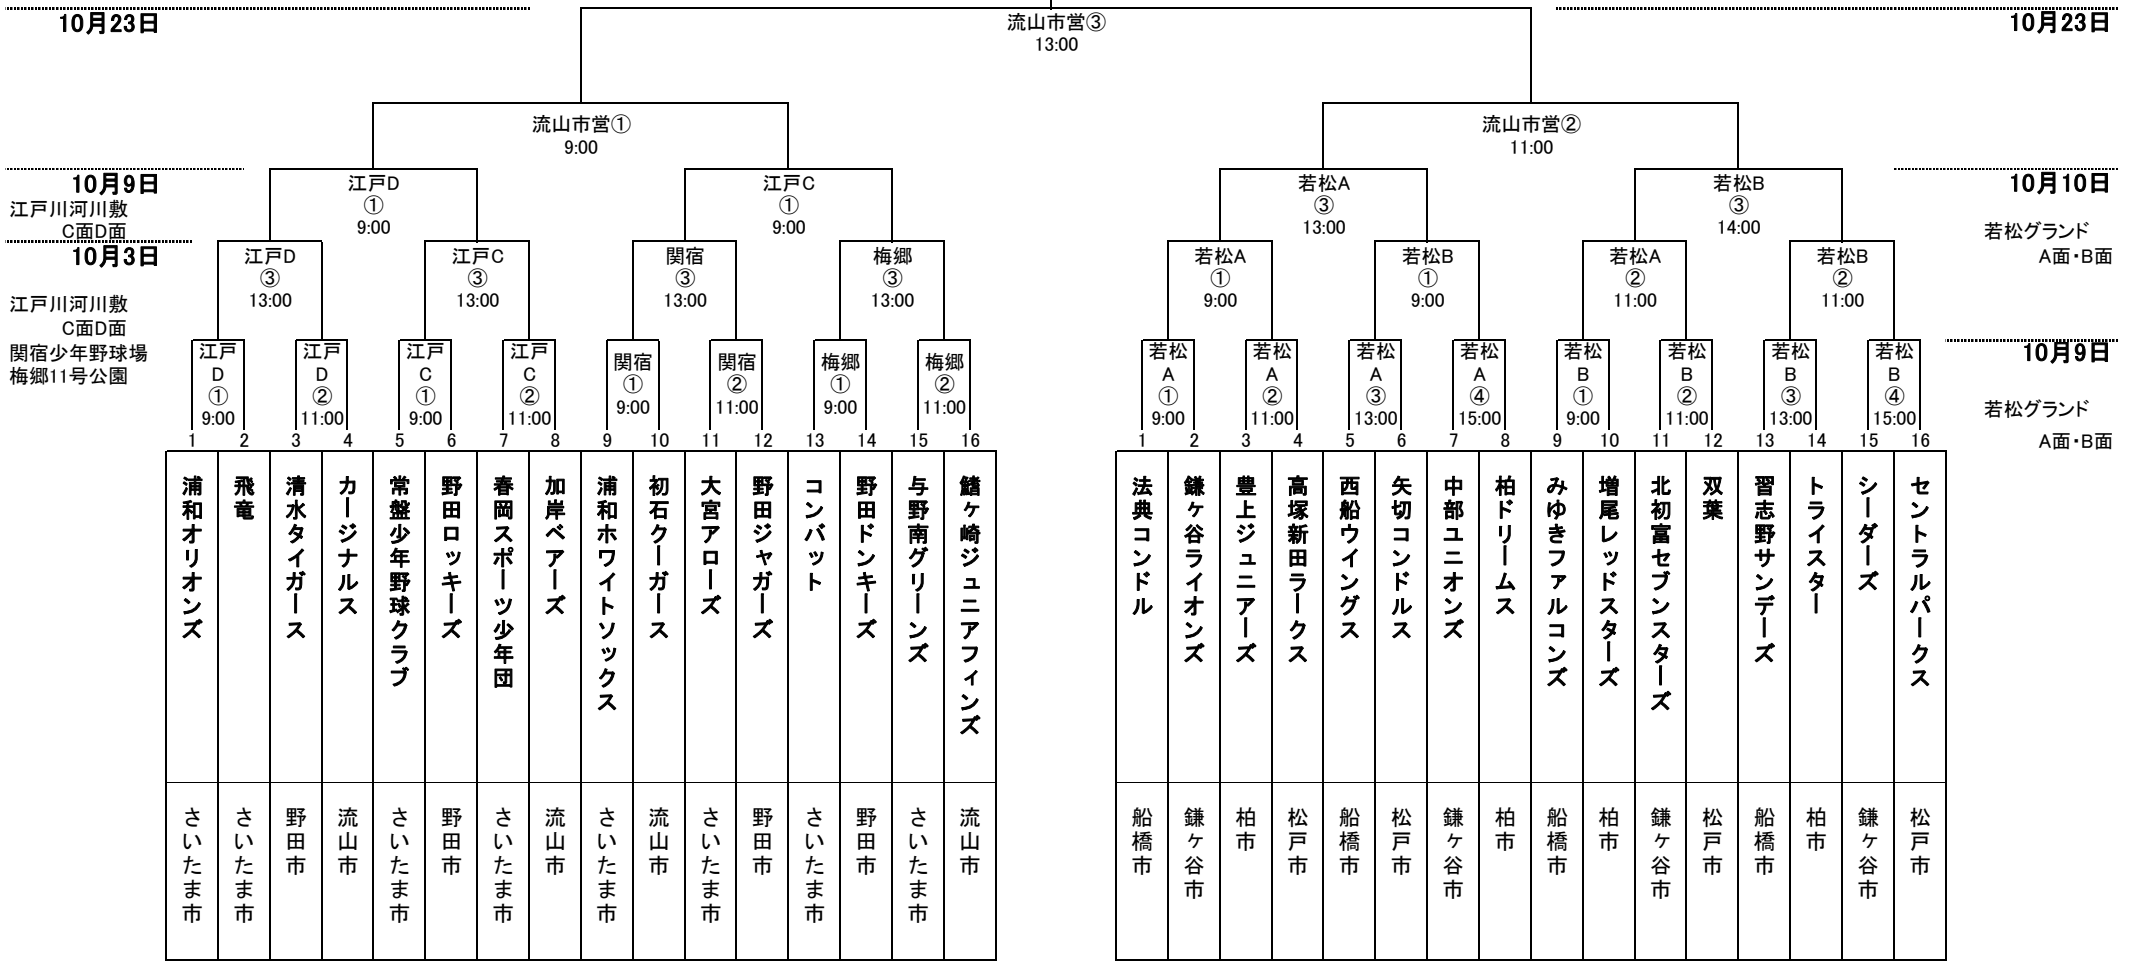 流山市営③
13:00
10月23日
10月23日
流山市営①
9:00
流山市営②
11:00
10月9日
江戸川河川敷
C面D面
江戸D
①
9:00
江戸C
①
9:00
若松A
③
13:00
若松B
③
14:00
10月10日
若松グランド
A面・B面
10月3日
江戸川河川敷
C面D面
関宿少年野球場
梅郷11号公園
江戸D
③
13:00
江戸C
③
13:00
関宿
③
13:00
梅郷
③
13:00
若松A
①
9:00
若松B
①
9:00
若松A
②
11:00
若松B
②
11:00
10月9日
若松グランド
A面・B面
江戸
D
①
9:00
江戸
D
②
11:00
江戸
C
①
9:00
江戸
C
②
11:00
関宿
①
9:00
関宿
②
11:00
梅郷
①
9:00
梅郷
②
11:00
若松
A
①
9:00
若松
A
②
11:00
若松
A
③
13:00
若松
A
④
15:00
若松
B
①
9:00
若松
B
②
11:00
若松
B
③
13:00
若松
B
④
15:00
1 2 3 4 5 6 7 8 9 10 11 12 13 14 15 16
1 2 3 4 5 6 7 8 9 10 11 12 13 14 15 16
浦和オリオンズ
飛竜
清水タイガース
カージナルス
常盤少年野球クラブ
野田ロッキーズ
春岡スポーツ少年団
加岸ベアーズ
浦和ホワイトソックス
初石クーガース
大宮アローズ
野田ジャガーズ
コンバット
野田ドンキーズ
与野南グリーンズ
鰭ヶ崎ジュニアフィンズ
法典コンドル
鎌ヶ谷ライオンズ
豊上ジュニアーズ
高塚新田ラークス
西船ウイングス
矢切コンドルス
中部ユニオンズ
柏ドリームス
みゆきファルコンズ
増尾レッドスターズ
北初富セブンスターズ
双葉
習志野サンデーズ
トライスター
シーダーズ
セントラルパークス
さいたま市
さいたま市
野田市
流山市
さいたま市
野田市
さいたま市
流山市
さいたま市
流山市
さいたま市
野田市
さいたま市
野田市
さいたま市
流山市
船橋市
鎌ヶ谷市
柏市
松戸市
船橋市
松戸市
鎌ヶ谷市
柏市
船橋市
柏市
鎌ヶ谷市
松戸市
船橋市
柏市
鎌ヶ谷市
松戸市